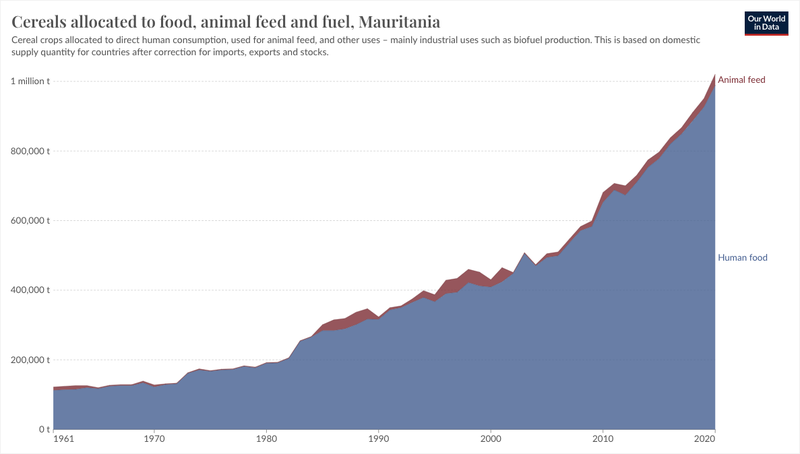 Cereals allocated to food, animal feed and fuel, Mauritania
Our World
in Data
Cereal crops allocated to direct human consumption, used for animal feed, and other uses – mainly industrial uses such as biofuel production. This is based on domestic
supply quantity for countries after correction for imports, exports and stocks.
1 million t
Animal feed
800,000 t
600,000 t
Human food
400,000 t
200,000 t
0 t
1961 1970 1980 1990 2000 2010 2020